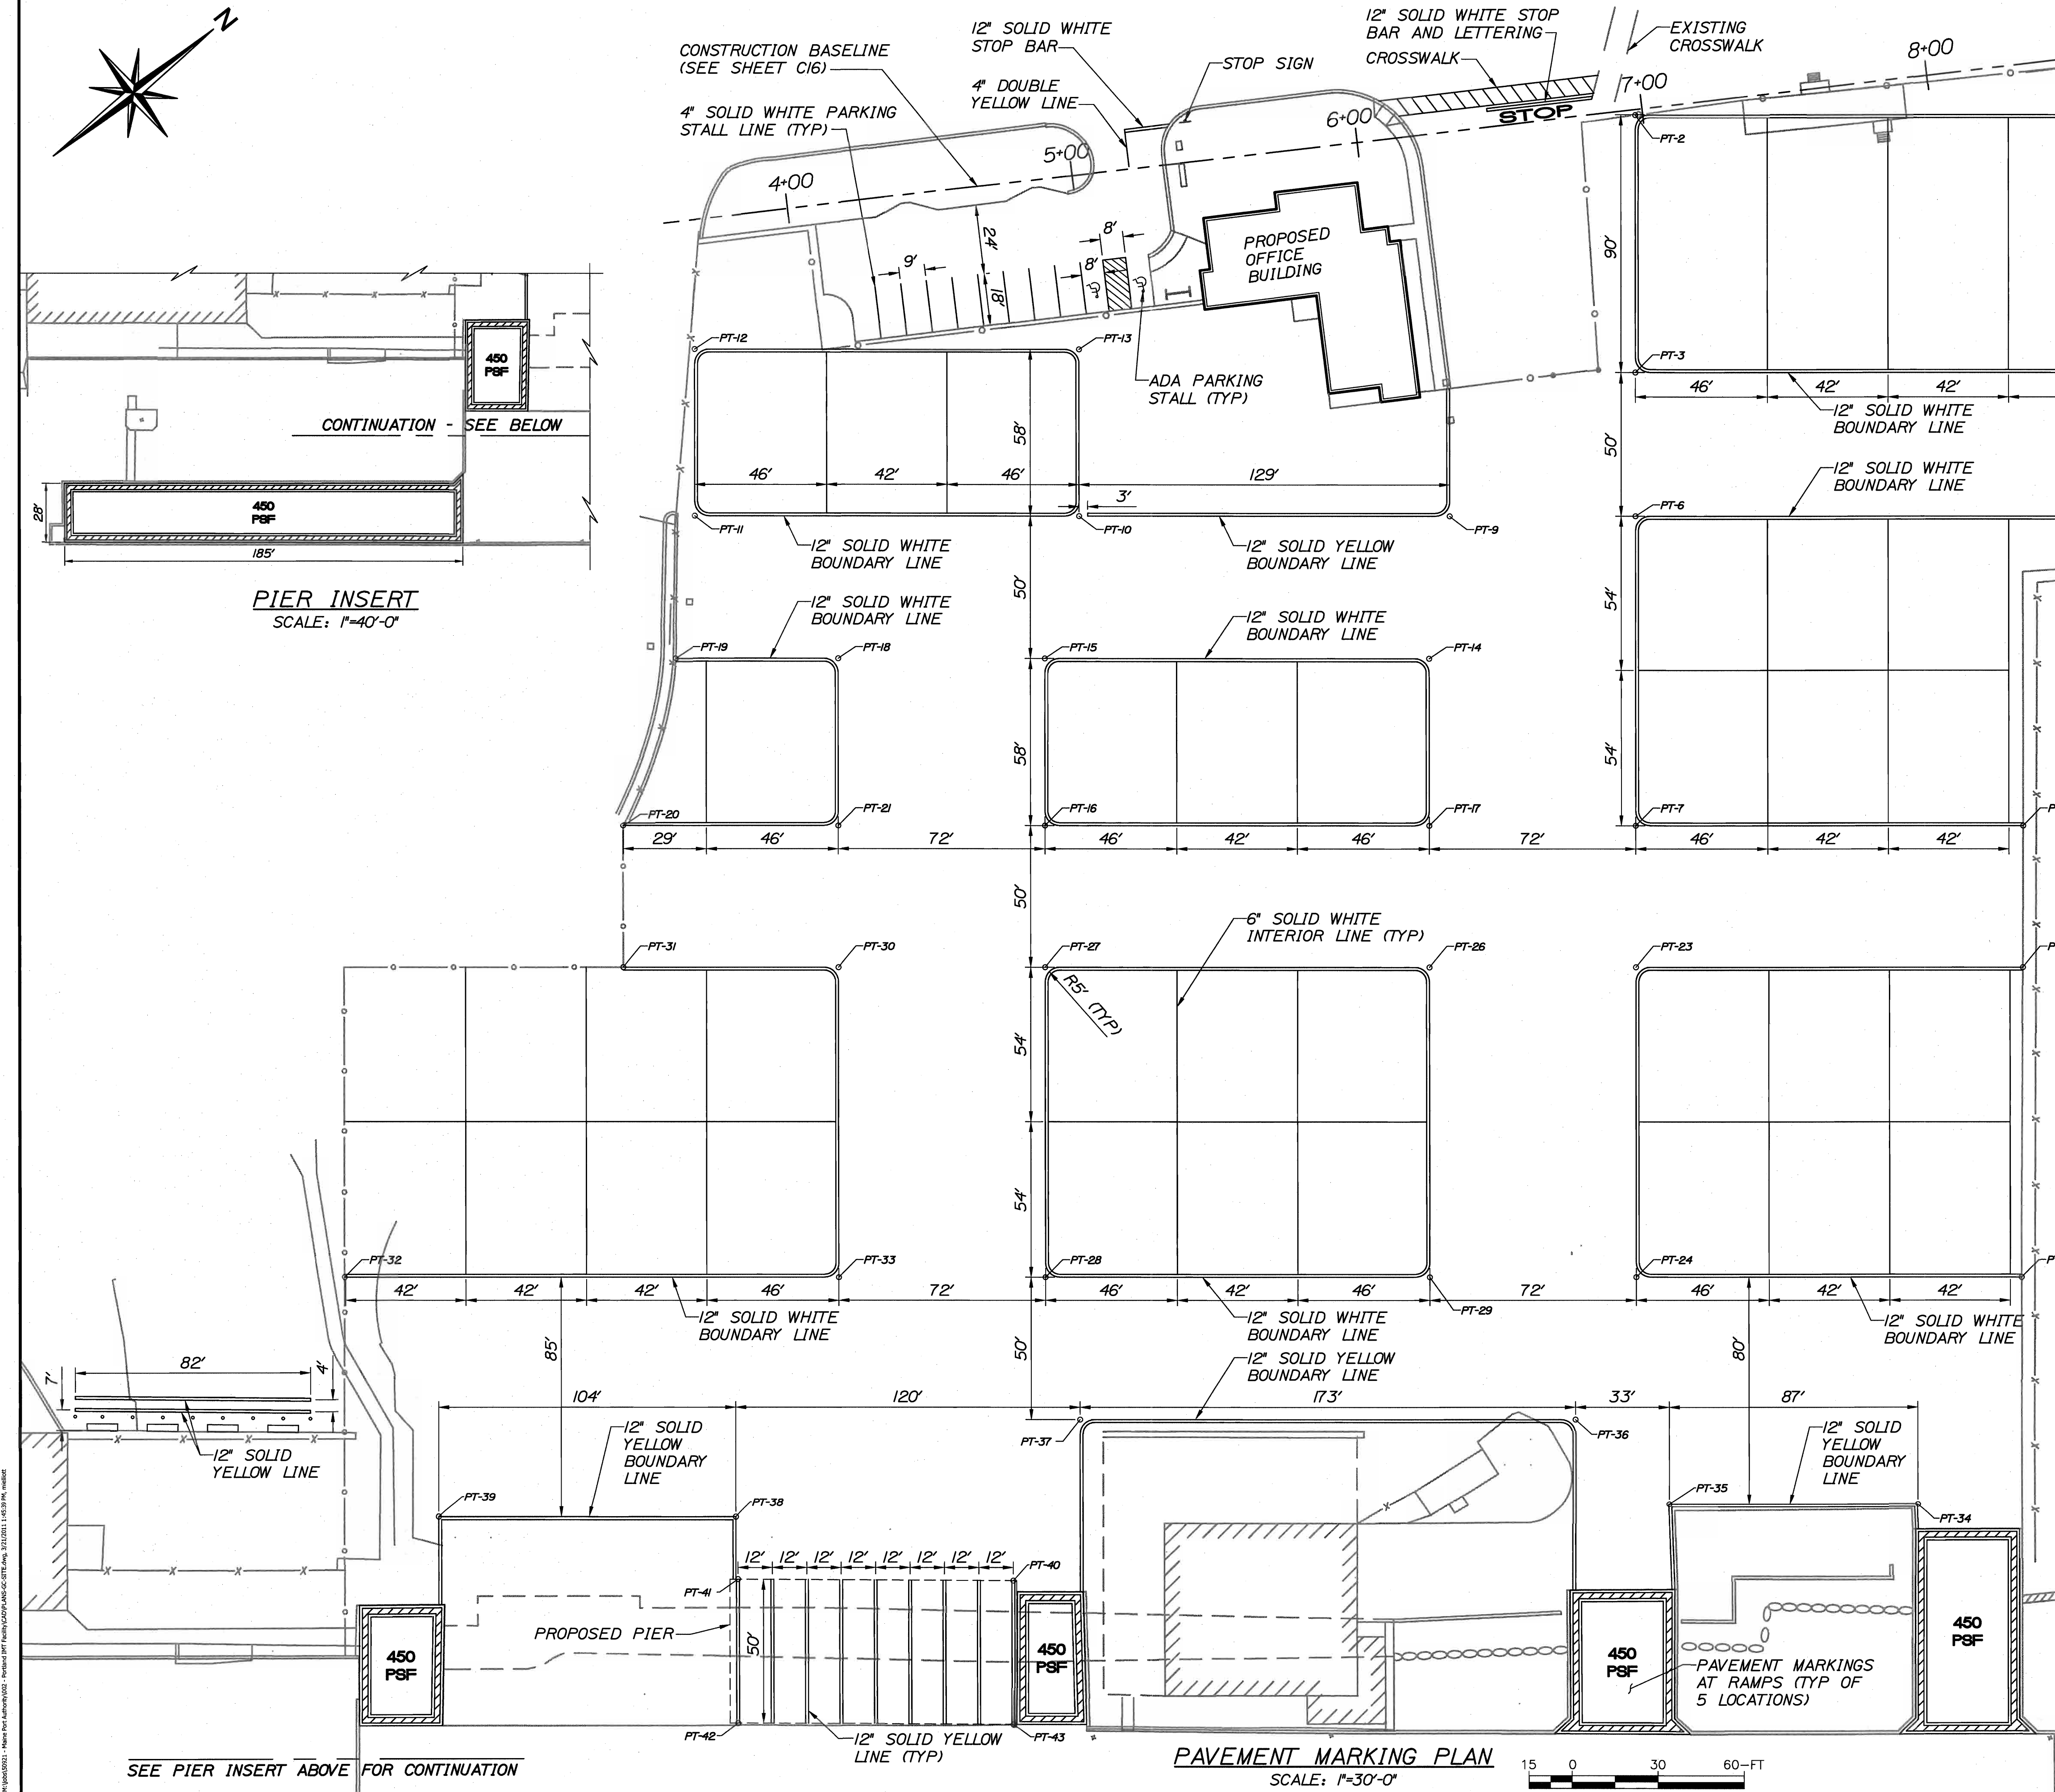 N
CONSTRUCTION BASELINE
(SEE SHEET C16)
12" SOLID WHITE
STOP BAR
4" DOUBLE
YELLOW LINE
STOP SIGN
12" SOLID WHITE STOP
BAR AND LETTERING
CROSSWALK
EXISTING
CROSSWALK
4" SOLID WHITE PARKING
STALL LINE (TYP)
4+00
5+00
6+00
7+00
8+00
STOP
PT-2
24'
9'
18'
8'
8'
PROPOSED
OFFICE
BUILDING
90'
PT-12
PT-13
PT-3
ADA PARKING
STALL (TYP)
46'
42'
42'
12" SOLID WHITE
BOUNDARY LINE
58'
50'
46'
42'
46'
129'
3'
12" SOLID WHITE
BOUNDARY LINE
PT-11
PT-10
PT-9
PT-6
12" SOLID WHITE
BOUNDARY LINE
12" SOLID YELLOW
BOUNDARY LINE
450
PSF
CONTINUATION - SEE BELOW
450
PSF
28'
185'
PIER INSERT
SCALE: 1"=40'-0"
50'
54'
12" SOLID WHITE
BOUNDARY LINE
12" SOLID WHITE
BOUNDARY LINE
PT-19
PT-18
PT-15
PT-14
58'
54'
PT-20
PT-21
PT-16
PT-17
PT-7
P
29'
46'
72'
46'
42'
46'
72'
46'
42'
42'
50'
6" SOLID WHITE
INTERIOR LINE (TYP)
PT-31
PT-30
PT-27
PT-26
PT-23
P
R5' (TYP)
54'
54'
PT-32
PT-33
PT-28
PT-29
PT-24
P
42'
42'
42'
46'
72'
46'
42'
46'
72'
46'
42'
42'
12" SOLID WHITE
BOUNDARY LINE
12" SOLID WHITE
BOUNDARY LINE
12" SOLID WHITE
BOUNDARY LINE
85'
50'
80'
12" SOLID YELLOW
BOUNDARY LINE
82'
7'
4'
12" SOLID
YELLOW LINE
104'
120'
173'
33'
87'
12" SOLID
YELLOW
BOUNDARY
LINE
PT-37
PT-36
12" SOLID
YELLOW
BOUNDARY
LINE
PT-39
PT-38
PT-35
PT-34
12'
12'
12'
12'
12'
12'
12'
12'
PT-41
PT-40
PROPOSED PIER
50'
450
PSF
450
PSF
450
PSF
450
PSF
PAVEMENT MARKINGS
AT RAMPS (TYP OF
5 LOCATIONS)
PT-42
PT-43
12" SOLID YELLOW
LINE (TYP)
SEE PIER INSERT ABOVE FOR CONTINUATION
PAVEMENT MARKING PLAN
SCALE: 1"=30'-0"
15 0 30 60-FT